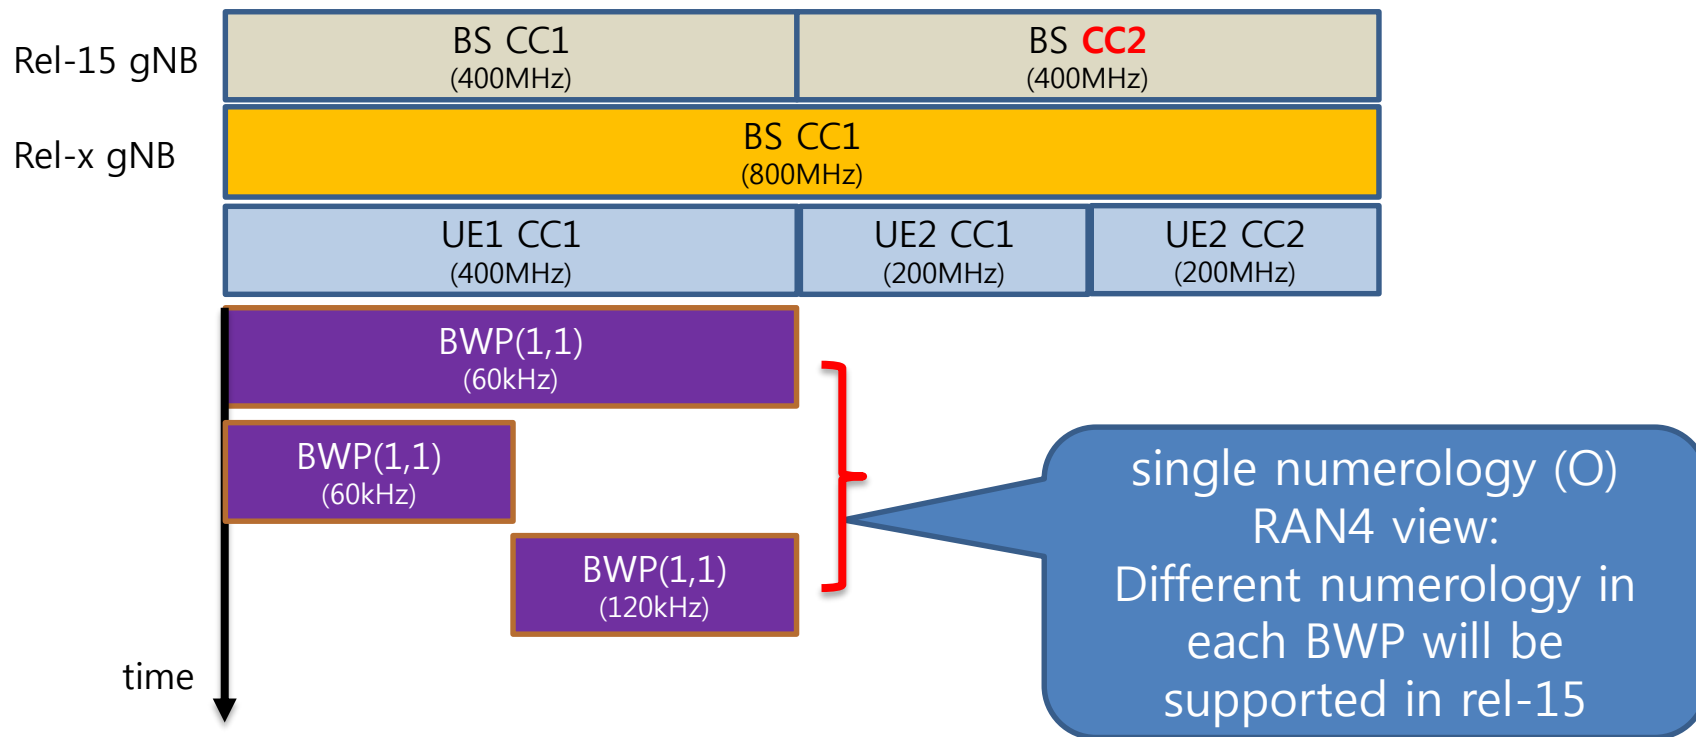 Rel-15 gNB
BS CC1
(400MHz)
BS CC2
(400MHz)
Rel-x gNB
BS CC1
(800MHz)
UE1 CC1
(400MHz)
UE2 CC1
(200MHz)
UE2 CC2
(200MHz)
BWP(1,1)
(60kHz)
BWP(1,1)
(60kHz)
BWP(1,1)
(120kHz)
time
single numerology (O)
RAN4 view:
Different numerology in
each BWP will be
supported in rel-15